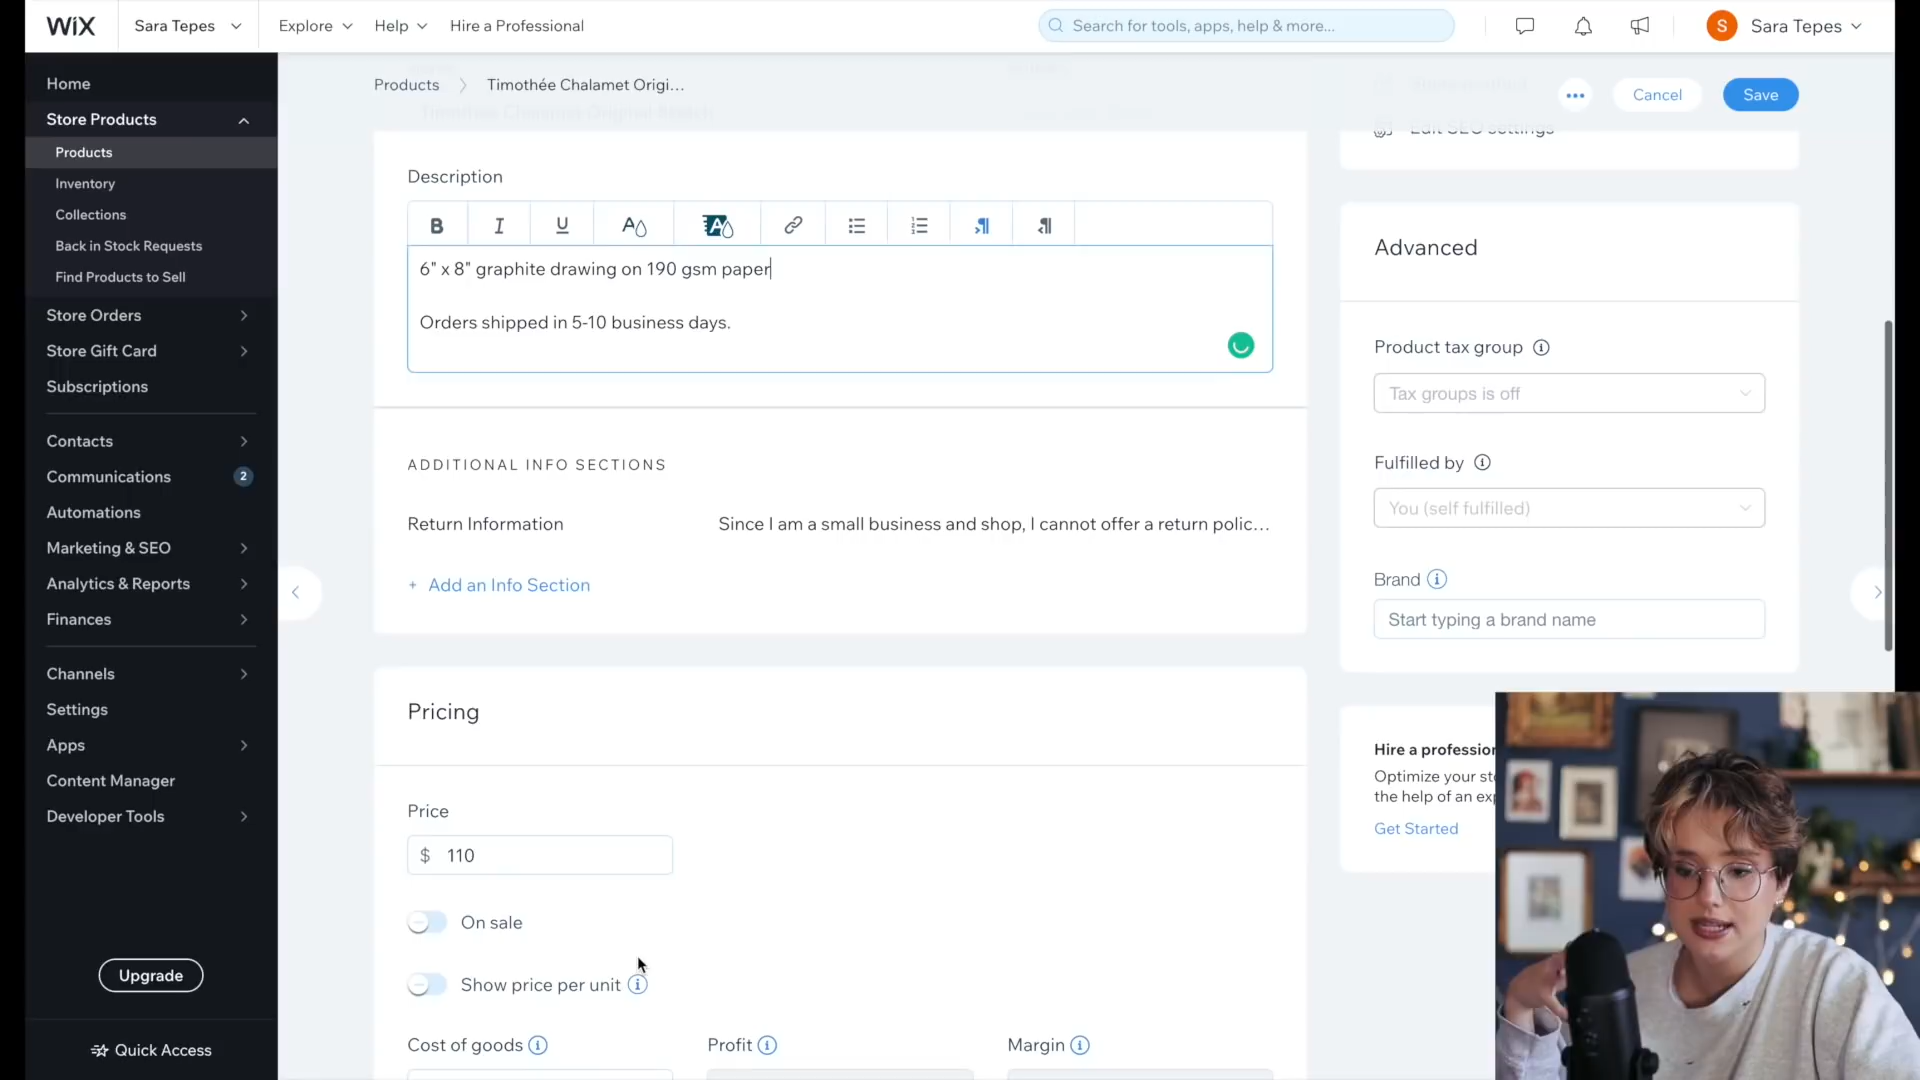 WiX
Sara Tepes
Explore
Help
Hire a Professional
Search for tools, apps, help & more...
S
Sara Tepes
Home
Store Products
Products
Inventory
Collections
Back in Stock Requests
Find Products to Sell
Store Orders
Store Gift Card
Subscriptions
Contacts
Communications 2
Automations
Marketing & SEO
Analytics & Reports
Finances
Channels
Settings
Apps
Content Manager
Developer Tools
Upgrade
Quick Access
Products
Timothée Chalamet Origi...
Cancel
Save
Description
B I U A A
6" x 8" graphite drawing on 190 gsm paper
Orders shipped in 5-10 business days.
ADDITIONAL INFO SECTIONS
Return Information
Since I am a small business and shop, I cannot offer a return polic...
+ Add an Info Section
Pricing
Price
$ 110
On sale
Show price per unit
Cost of goods
Profit
Margin
Edit SEO settings
Advanced
Product tax group
Tax groups is off
Fulfilled by
You (self fulfilled)
Brand
Start typing a brand name
Hire a profession
Optimize your st
the help of an exp
Get Started